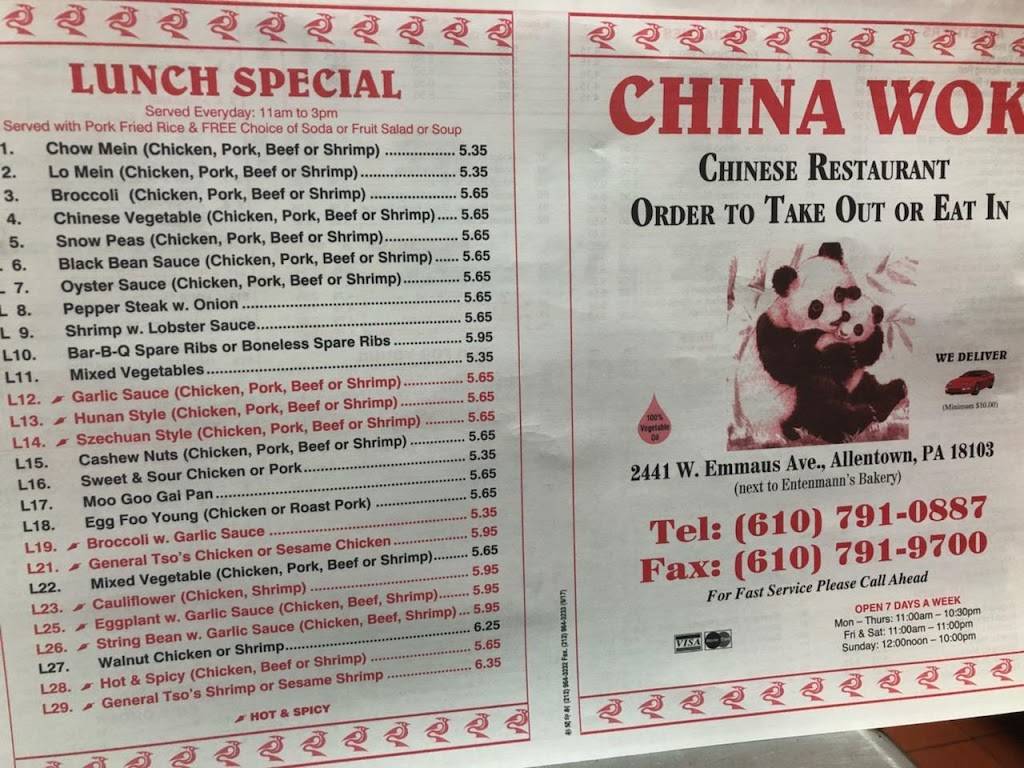 LUNCH SPECIAL
Served Everyday: 11am to 3pm
Served with Pork Fried Rice & FREE Choice of Soda or Fruit Salad or Soup
1. Chow Mein (Chicken, Pork, Beef or Shrimp) ................. 5.35
2. Lo Mein (Chicken, Pork, Beef or Shrimp)......................... 5.35
3. Broccoli (Chicken, Pork, Beef or Shrimp) ..................... 5.65
4. Chinese Vegetable (Chicken, Pork, Beef or Shrimp)..... 5.65
5. Snow Peas (Chicken, Pork, Beef or Shrimp).................. 5.65
L 6. Black Bean Sauce (Chicken, Pork, Beef or Shrimp)...... 5.65
L 7. Oyster Sauce (Chicken, Pork, Beef or Shrimp)............... 5.65
L 8. Pepper Steak w. Onion ...................................................... 5.65
L 9. Shrimp w. Lobster Sauce................................................... 5.65
L10. Bar-B-Q Spare Ribs or Boneless Spare Ribs ................. 5.95
L11. Mixed Vegetables................................................................ 5.35
L12. Garlic Sauce (Chicken, Pork, Beef or Shrimp)............... 5.65
L13. Hunan Style (Chicken, Pork, Beef or Shrimp)................. 5.65
L14. Szechuan Style (Chicken, Pork, Beef or Shrimp) .......... 5.65
L15. Cashew Nuts (Chicken, Pork, Beef or Shrimp)............... 5.65
L16. Sweet & Sour Chicken or Pork......................................... 5.35
L17. Moo Goo Gai Pan............................................................... 5.65
L18. Egg Foo Young (Chicken or Roast Pork) ........................ 5.65
L19. Broccoli w. Garlic Sauce .................................................. 5.35
L21. General Tso's Chicken or Sesame Chicken.................... 5.95
L22. Mixed Vegetable (Chicken, Pork, Beef or Shrimp)......... 5.65
L23. Cauliflower (Chicken, Shrimp) ......................................... 5.95
L25. Eggplant w. Garlic Sauce (Chicken, Beef, Shrimp)........ 5.95
L26. String Bean w. Garlic Sauce (Chicken, Beef, Shrimp)... 5.95
L27. Walnut Chicken or Shrimp................................................ 6.25
L28. Hot & Spicy (Chicken, Beef or Shrimp) .......................... 5.65
L29. General Tso's Shrimp or Sesame Shrimp ...................... 6.35
HOT & SPICY
CHINA WOK
CHINESE RESTAURANT
ORDER TO TAKE OUT OR EAT IN
WE DELIVER
(Minimum $10.00)
100%
Vegetable
Oil
2441 W. Emmaus Ave., Allentown, PA 18103
(next to Entenmann's Bakery)
Tel: (610) 791-0887
Fax: (610) 791-9700
For Fast Service Please Call Ahead
OPEN 7 DAYS A WEEK
Mon – Thurs: 11:00am – 10:30pm
Fri & Sat: 11:00am – 11:00pm
Sunday: 12:00noon – 10:00pm
VISA